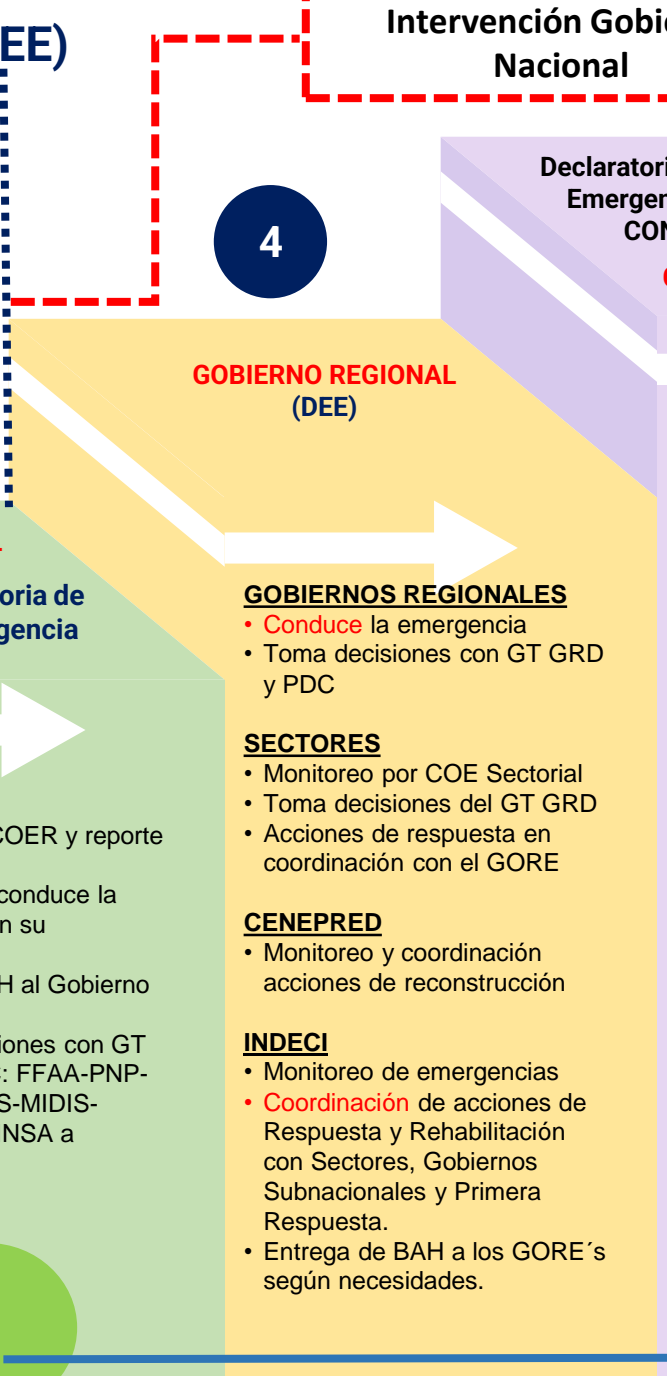 EE)
Intervención Gobie
Nacional
4
Declaratori
Emergen
CON
GOBIERNO REGIONAL
(DEE)
oria de
gencia
COER y reporte
conduce la
n su
H al Gobierno
iones con GT
: FFAA-PNP-
S-MIDIS-
INSA a
GOBIERNOS REGIONALES
• Conduce la emergencia
• Toma decisiones con GT GRD
y PDC
SECTORES
• Monitoreo por COE Sectorial
• Toma decisiones del GT GRD
• Acciones de respuesta en
coordinación con el GORE
CENEPRED
• Monitoreo y coordinación
acciones de reconstrucción
INDECI
• Monitoreo de emergencias
• Coordinación de acciones de
Respuesta y Rehabilitación
con Sectores, Gobiernos
Subnacionales y Primera
Respuesta.
• Entrega de BAH a los GORE´s
según necesidades.